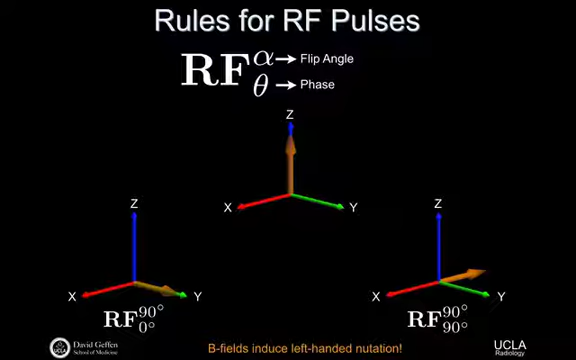 Rules for RF Pulses
RF α → Flip Angle
θ → Phase
Z
X Y
Z
X Y
RF 90° 0°
Z
X Y
RF 90° 90°
UCLA
David Geffen
School of Medicine
B-fields induce left-handed nutation!
UCLA
Radiology